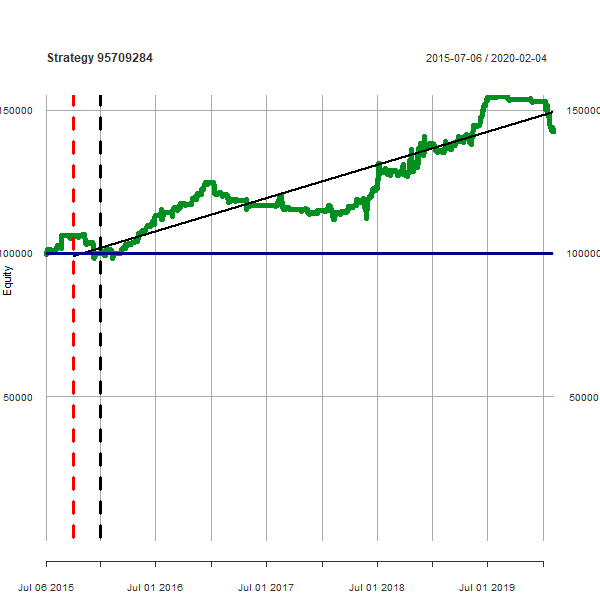 Strategy 95709284
2015-07-06 / 2020-02-04
150000
150000
100000
100000
Equity
50000
50000
Jul 06 2015
Jul 01 2016
Jul 01 2017
Jul 01 2018
Jul 01 2019